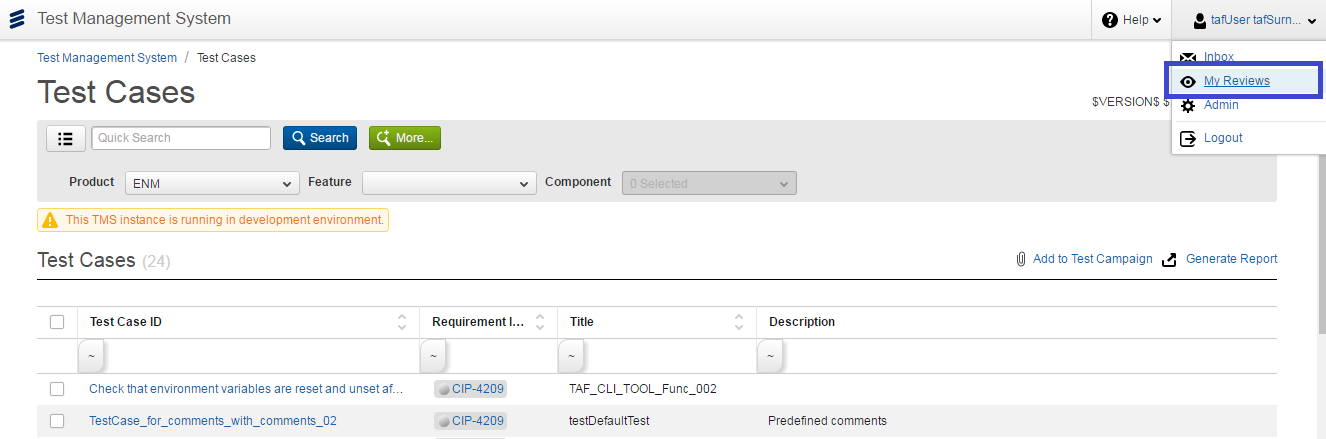 Test Management System
Help
tafUser tafSurn...
Test Management System / Test Cases
Inbox
My Reviews
Admin
Logout
Test Cases
$VERSION$
Quick Search
Search
More...
Product
ENM
Feature
Component
0 Selected
This TMS instance is running in development environment.
Test Cases (24)
Add to Test Campaign
Generate Report
Test Case ID Requirement I... Title Description
~ ~ ~ ~
Check that environment variables are reset and unset af... CIP-4209 TAF_CLI_TOOL_Func_002
TestCase_for_comments_with_comments_02 CIP-4209 testDefaultTest Predefined comments